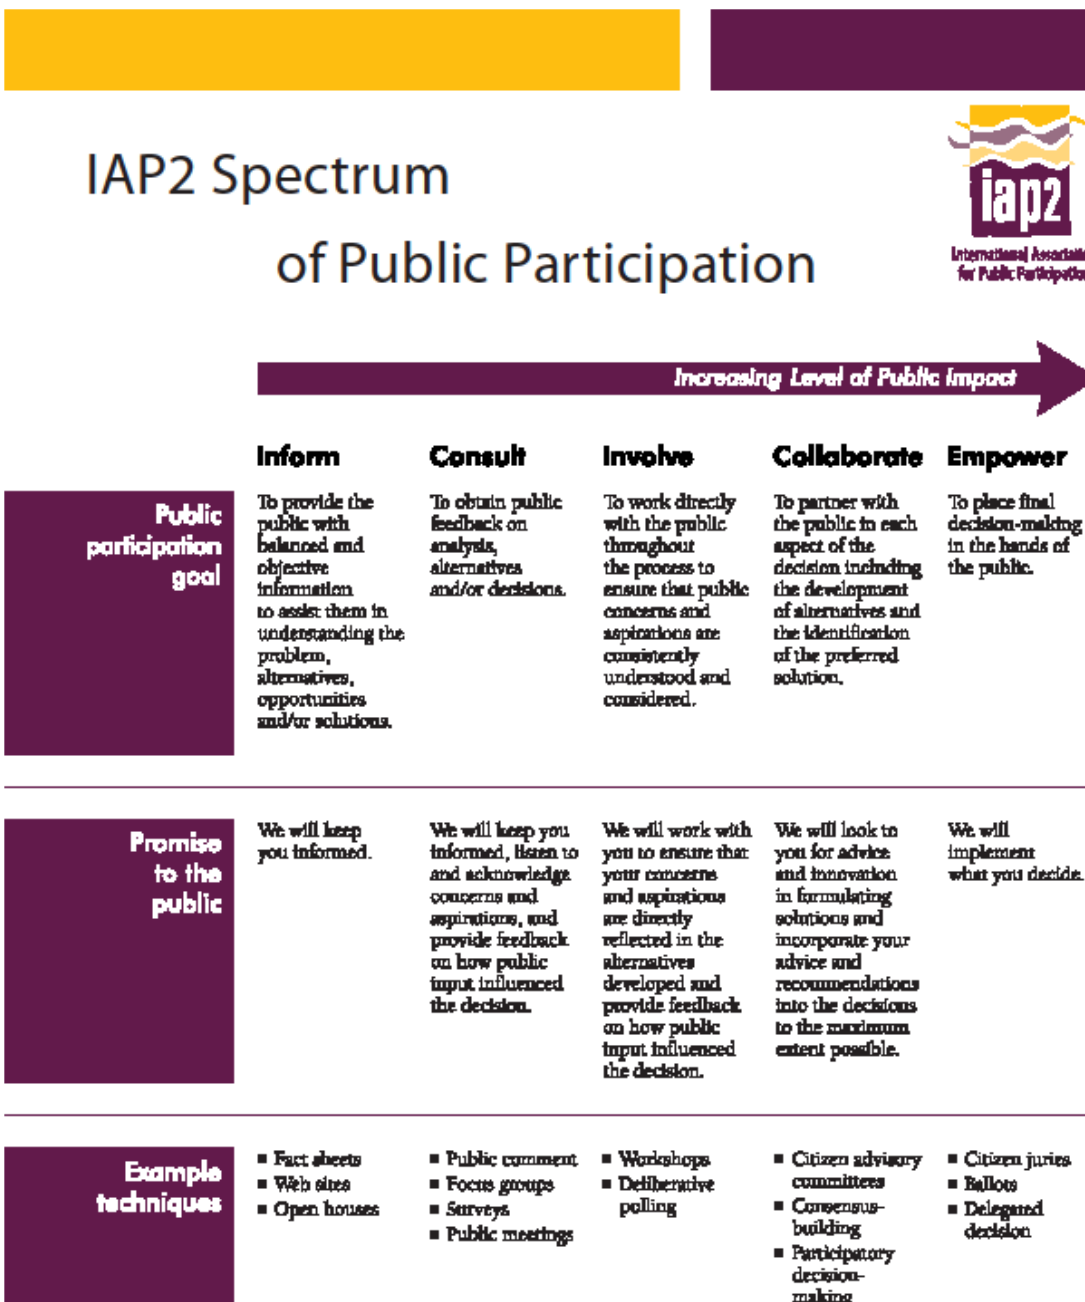 IAP2 Spectrum
of Public Participation
iap2
International Associatio
for Public Participation
Increasing Level of Public Impact
Inform
Consult
Involve
Collaborate
Empower
Public
participation
goal
To provide the
public with
balanced and
objective
information
to assist them in
understanding the
problem,
alternatives,
opportunities
and/or solutions.
To obtain public
feedback on
analysis,
alternatives
and/or decisions.
To work directly
with the public
throughout
the process to
ensure that public
concerns and
aspirations are
consistently
understood and
considered.
To partner with
the public in each
aspect of the
decision including
the development
of alternatives and
the identification
of the preferred
solution.
To place final
decision-making
in the hands of
the public.
Promise
to the
public
We will keep
you informed.
We will keep you
informed, listen to
and acknowledge
concerns and
aspirations, and
provide feedback
on how public
input influenced
the decision.
We will work with
you to ensure that
your concerns
and aspirations
are directly
reflected in the
alternatives
developed and
provide feedback
on how public
input influenced
the decision.
We will look to
you for advice
and innovation
in formulating
solutions and
incorporate your
advice and
recommendations
into the decisions
to the maximum
extent possible.
We will
implement
what you decide.
Example
techniques
■ Fact sheets
■ Web sites
■ Open houses
■ Public comment
■ Focus groups
■ Surveys
■ Public meetings
■ Workshops
■ Deliberative
polling
■ Citizen advisory
committees
■ Consensus-
building
■ Participatory
decision-
making
■ Citizen juries
■ Ballots
■ Delegated
decision